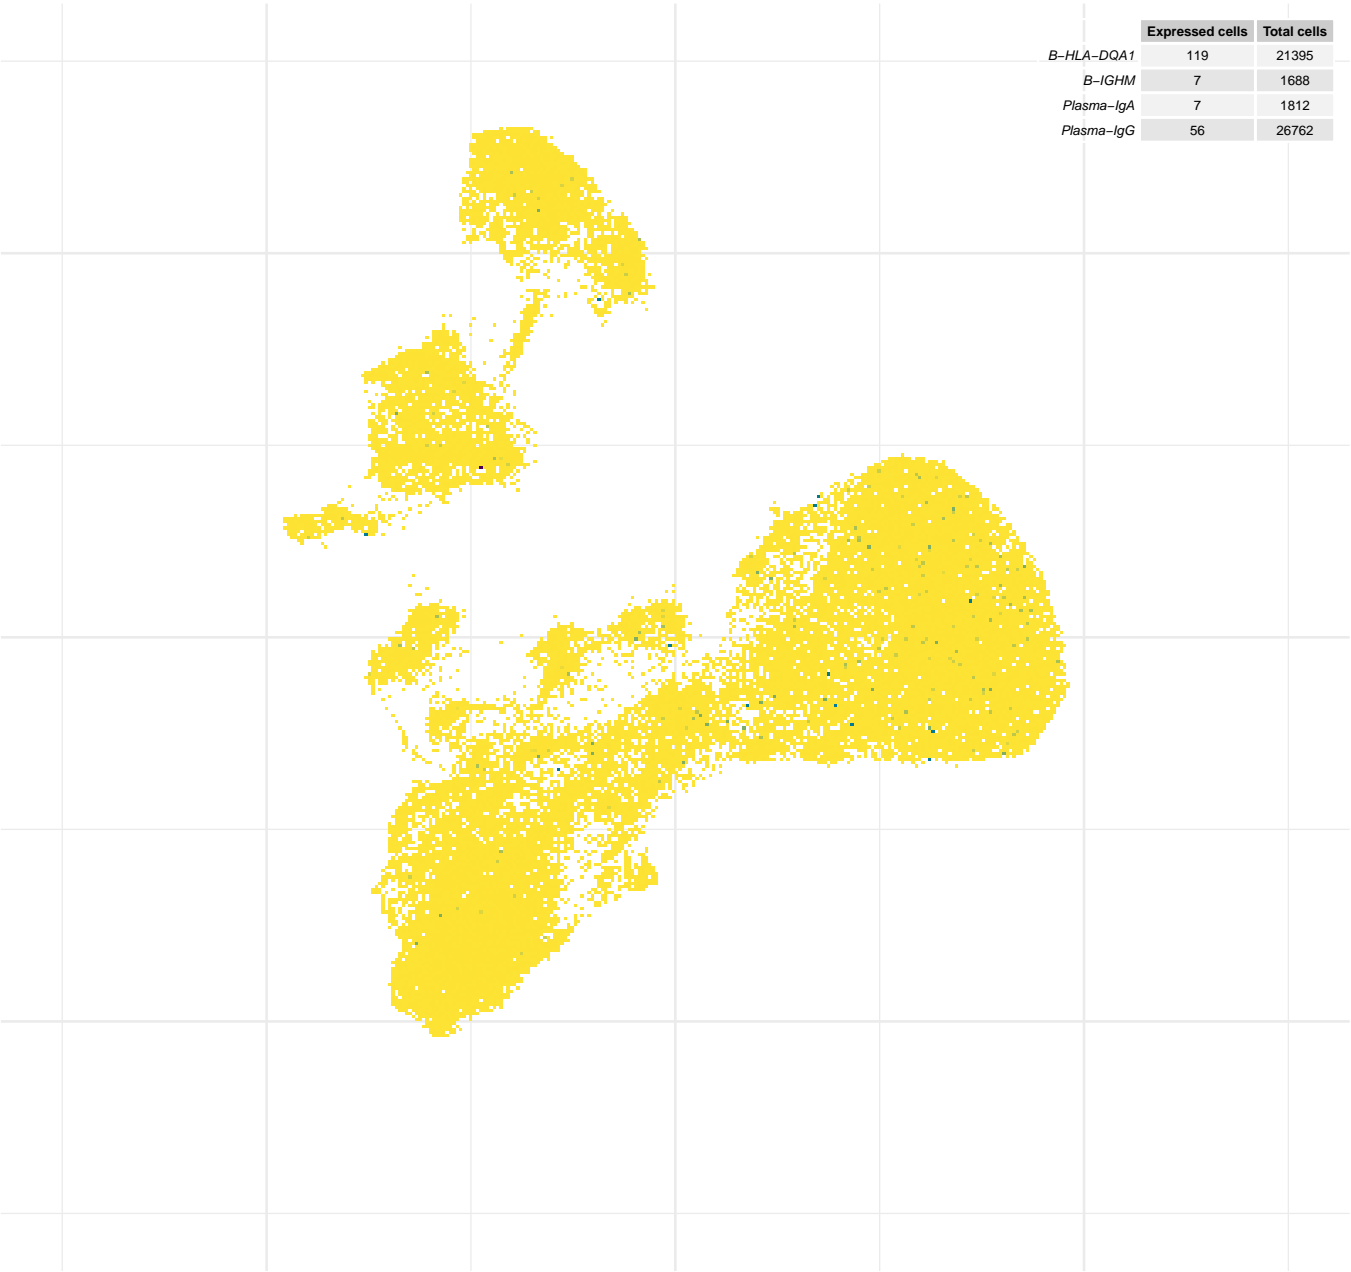 Expressed cells Total cells
B−HLA−DQA1 119 21395
B−IGHM 7 1688
Plasma−IgA 7 1812
Plasma−IgG 56 26762